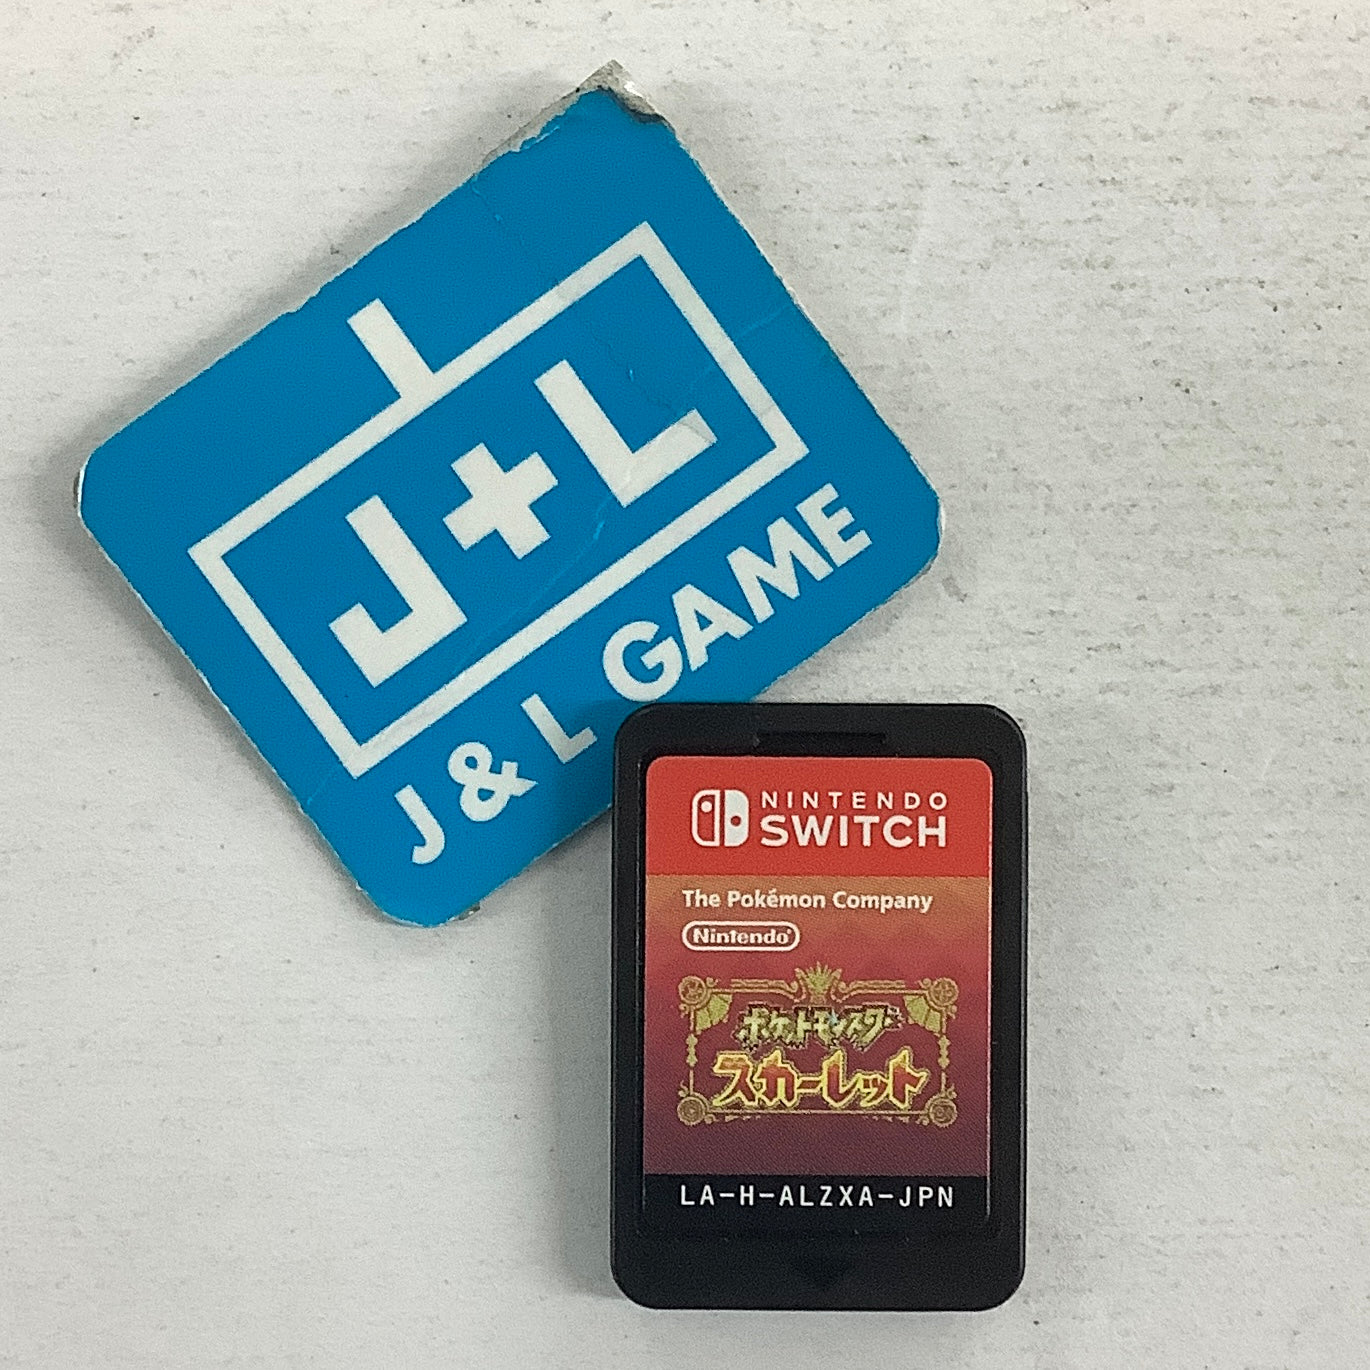 J+L
J & L GAME
NINTENDO
SWITCH
The Pokémon Company
Nintendo
ポケットモンスター
スカーレット
LA-H-ALZXA-JPN